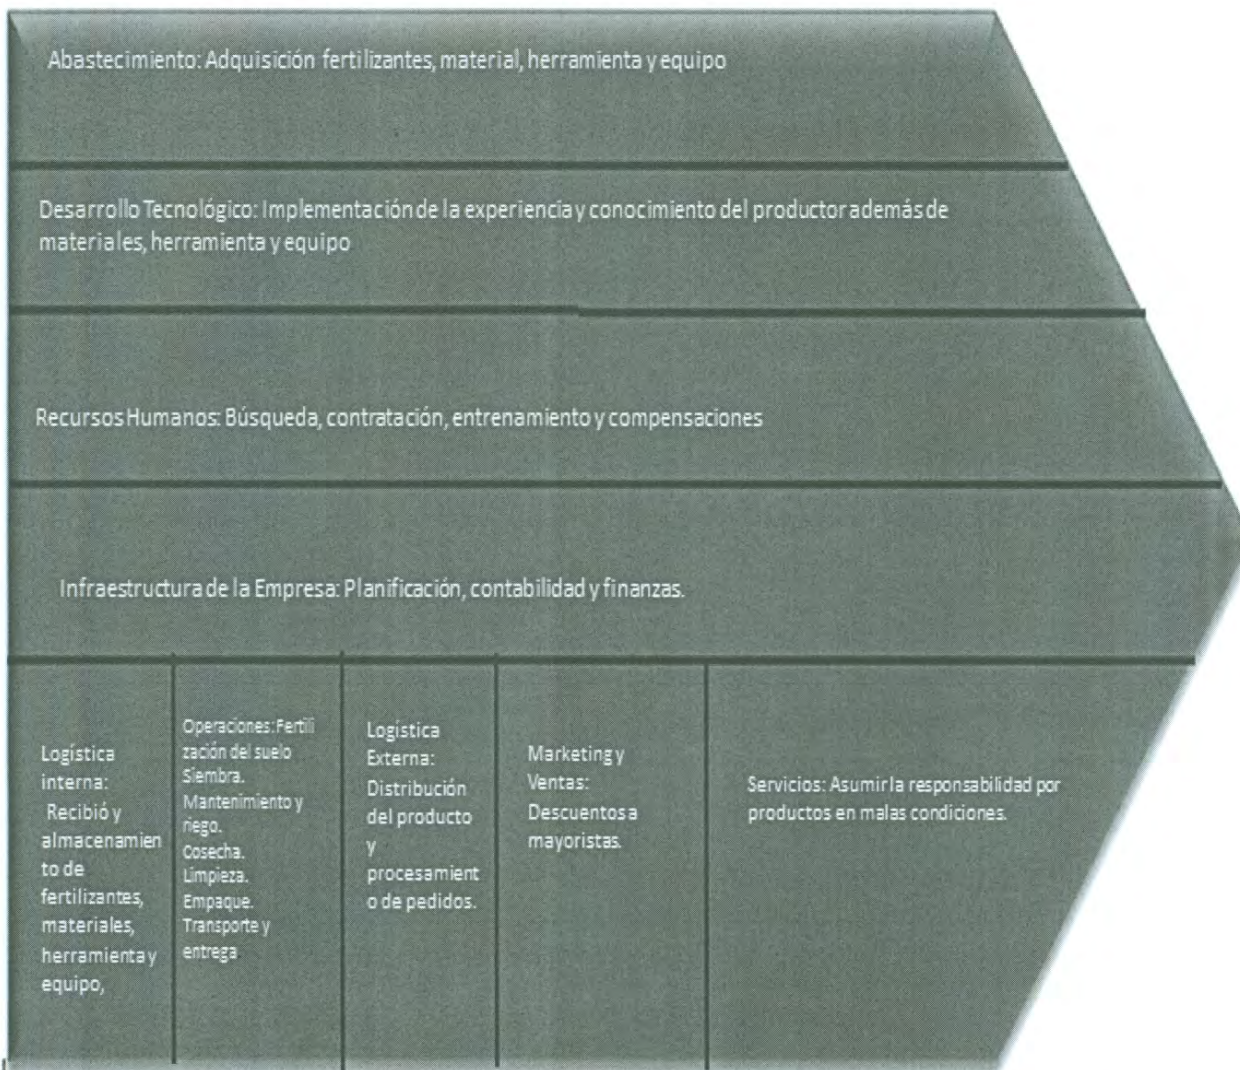 Abastecimiento: Adquisición fertilizantes, material, herramienta y equipo
Desarrollo Tecnológico: Implementación de la experiencia y conocimiento del productor además de
materiales, herramienta y equipo
Recursos Humanos: Búsqueda, contratación, entrenamiento y compensaciones
Infraestructura de la Empresa: Planificación, contabilidad y finanzas.
Logística
interna:
Recibió y
almacenamien
to de
fertilizantes,
materiales,
herramienta y
equipo,
Operaciones: Fertili
zación del suelo
Siembra.
Mantenimiento y
riego.
Cosecha.
Limpieza.
Empaque.
Transporte y
entrega
Logística
Externa:
Distribución
del producto
y
procesamient
o de pedidos.
Marketing y
Ventas:
Descuentos a
mayoristas.
Servicios: Asumir la responsabilidad por
productos en malas condiciones.